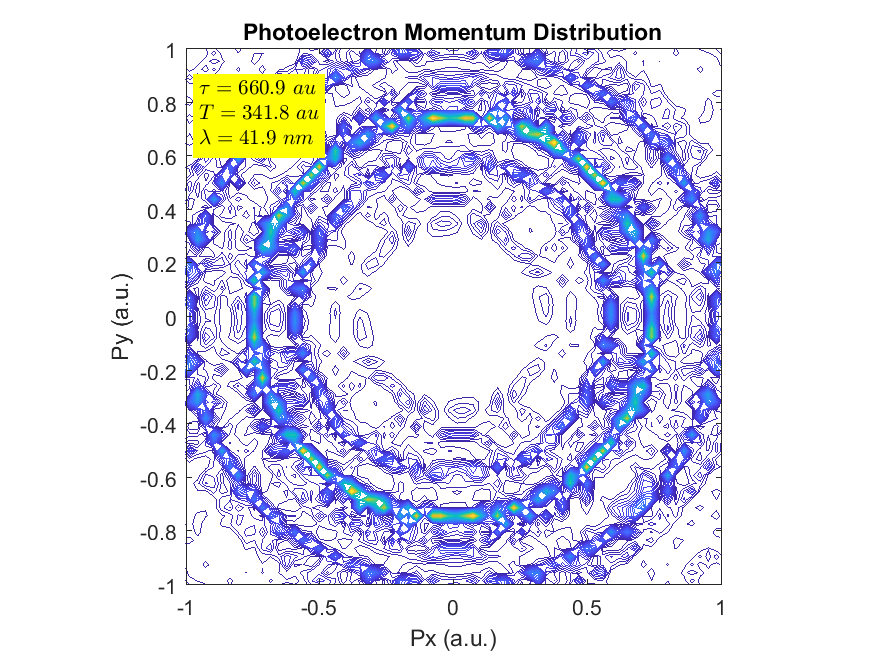 Photoelectron Momentum Distribution
τ = 660.9 au
T = 341.8 au
λ = 41.9 nm
1
0.8
0.6
0.4
0.2
0
-0.2
-0.4
-0.6
-0.8
-1
Py (a.u.)
-1 -0.5 0 0.5 1
Px (a.u.)